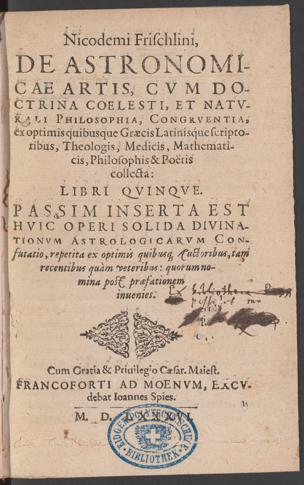 Nicodemi Frischlini,
DE ASTRONOMI-
CAE ARTIS, CVM DO-
CTRINA COELESTI, ET NATV-
RALI PHILOSOPHIA, CONGRVENTIA,
ex optimis quibusque Græcis Latinisque scripto-
ribus, Theologis, Medicis, Mathemati-
cis, Philosophis & Poëtis
collecta:
LIBRI QVINQVE.
PASSIM INSERTA EST
HVIC OPERI SOLIDA DIVINA-
TIONVM ASTROLOGICARVM CON-
futatio, repetita ex optimis quibusq; Auctoribus, tam
recentibus quàm veteribus: quorum no-
mina post præfationem
inuenies.
Ex bibliotheca
Cum Gratia & Priuilegio Cæsar. Maiest.
FRANCOFORTI AD MOENVM, EXCV-
debat Ioannes Spies.
M. D. LXXXVI.
BIBLIOTHEK